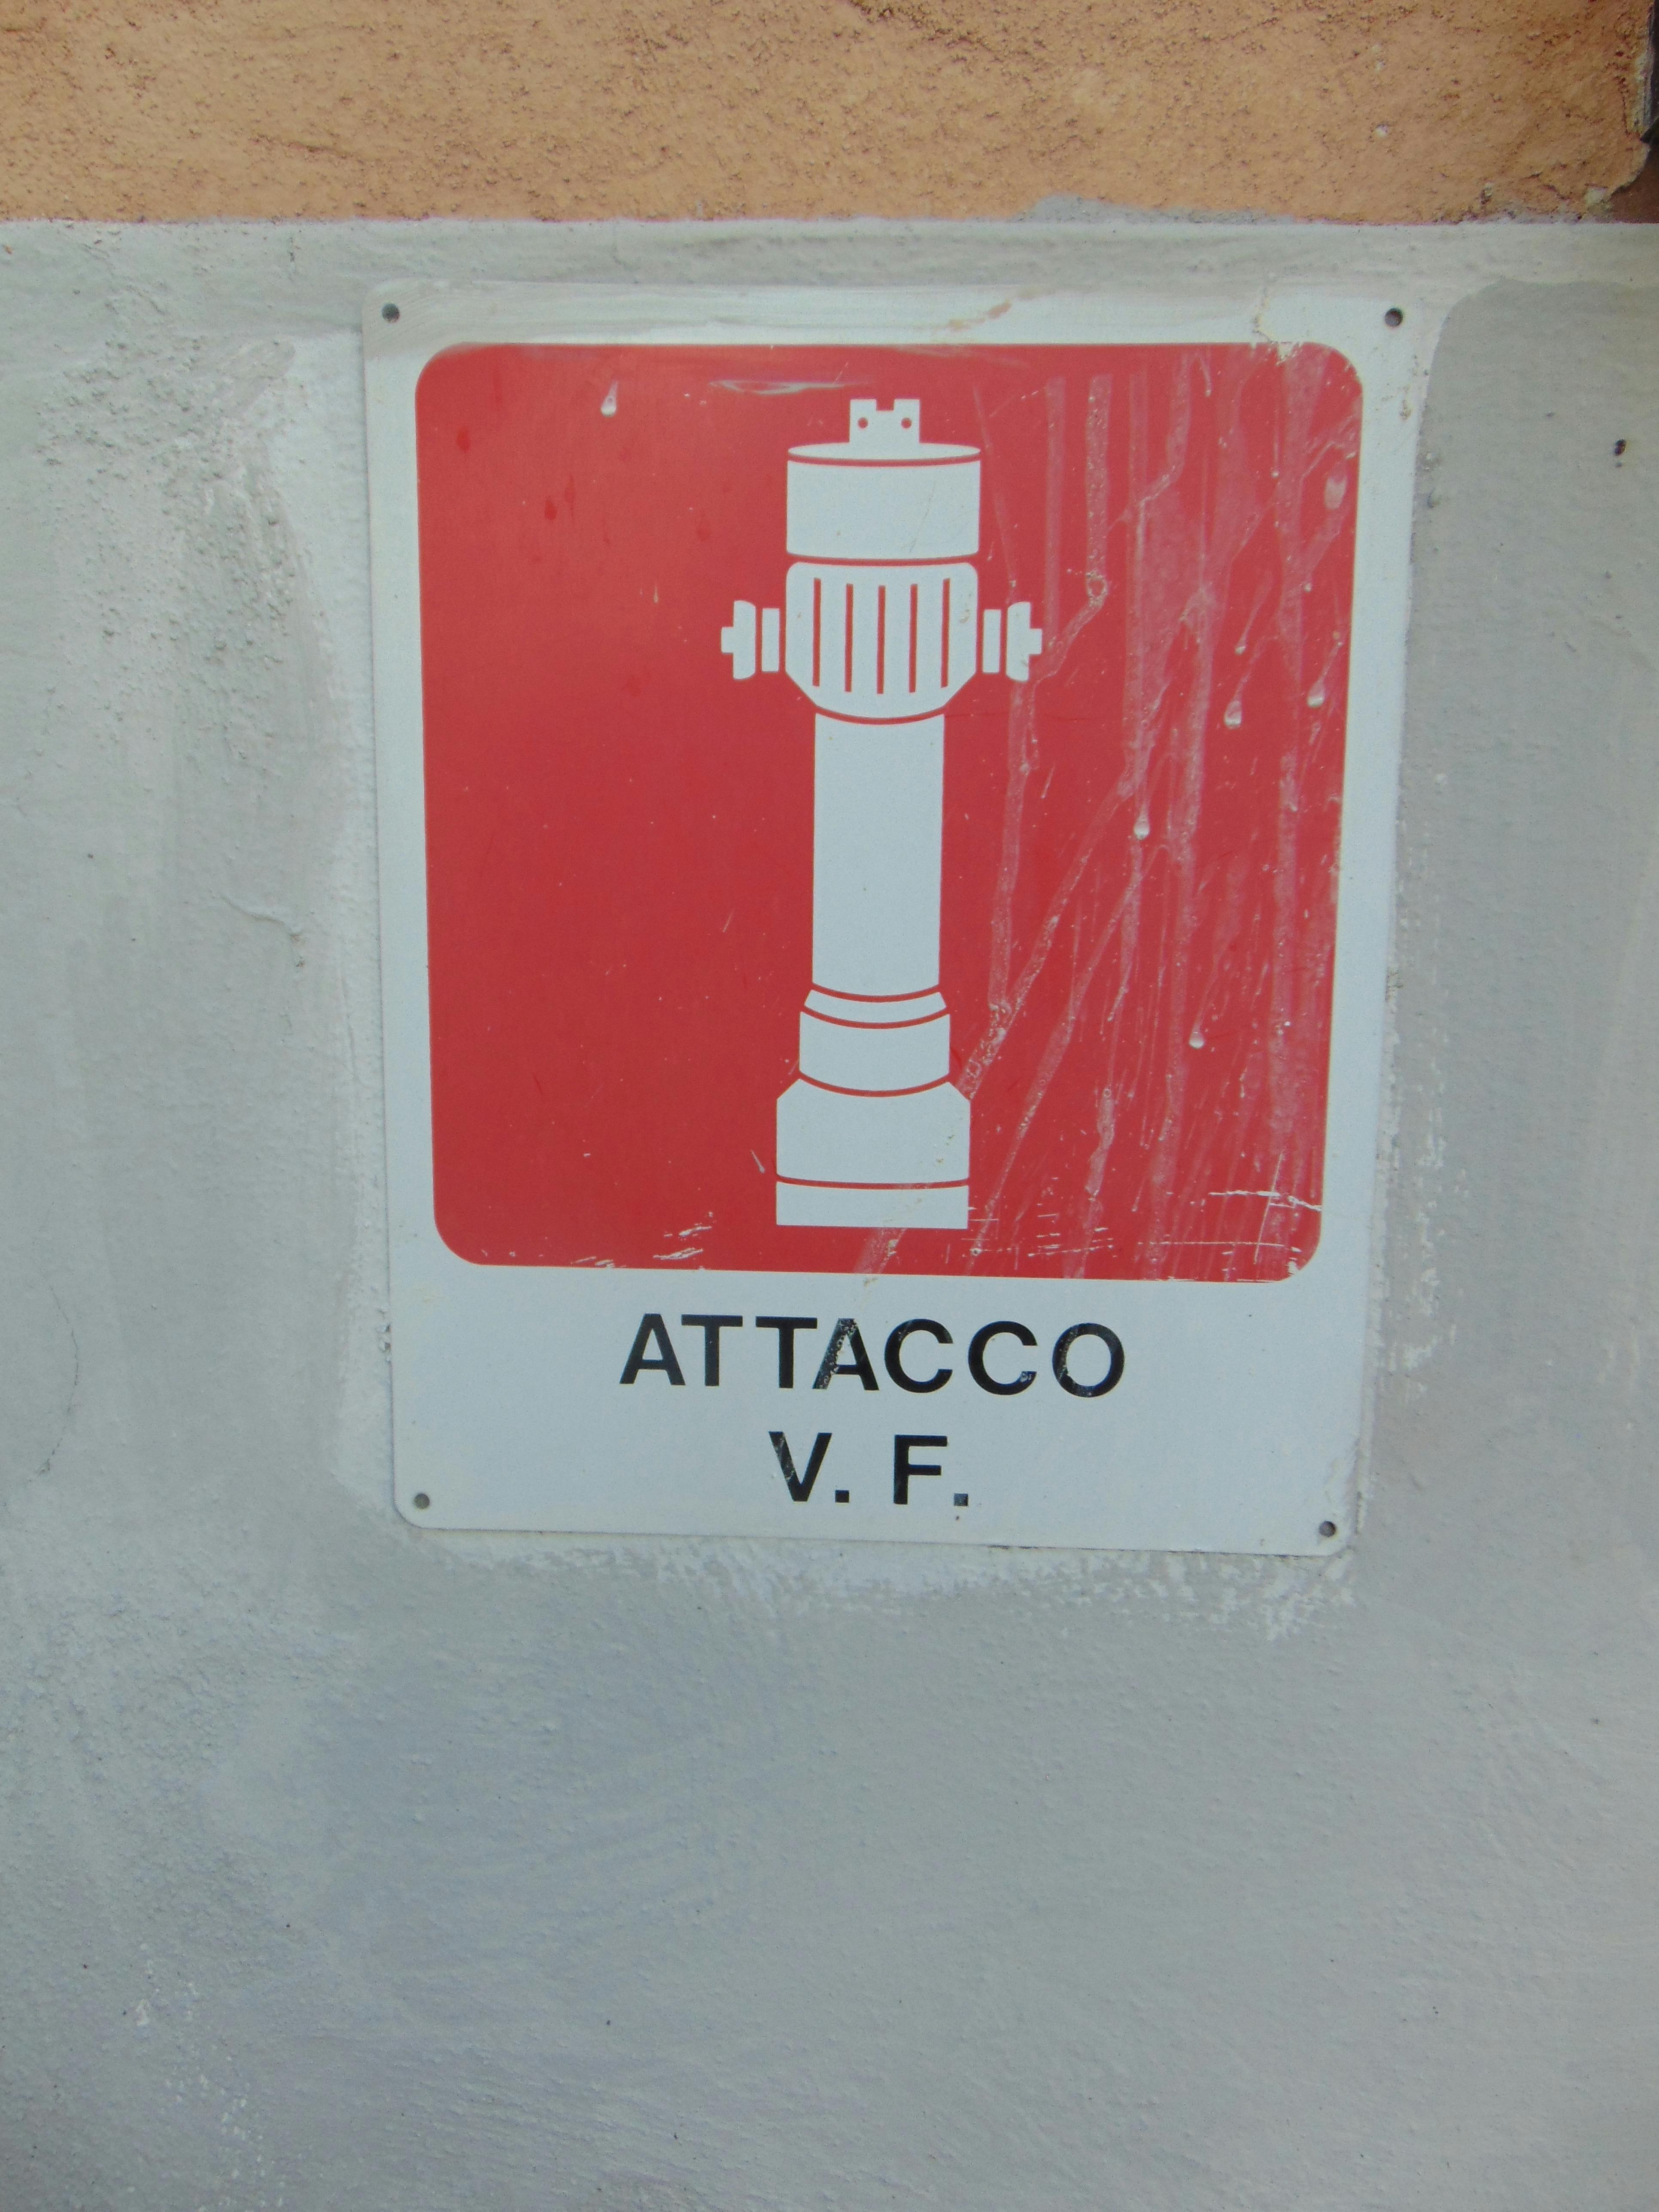 ATTACCO
V. F.